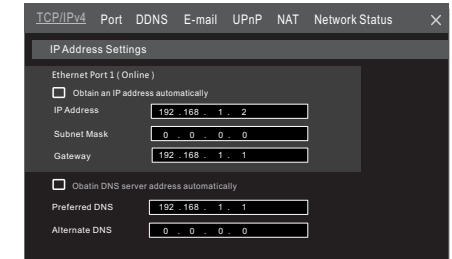 TCP/IPv4 Port DDNS E-mail UPnP NAT Network Status ×
IP Address Settings
Ethernet Port 1 ( Online )
Obtain an IP address automatically
IP Address 192 . 168 . 1 . 2
Subnet Mask 0 . 0 . 0 . 0
Gateway 192 . 168 . 1 . 1
Obatin DNS server address automatically
Preferred DNS 192 . 168 . 1 . 1
Alternate DNS 0 . 0 . 0 . 0